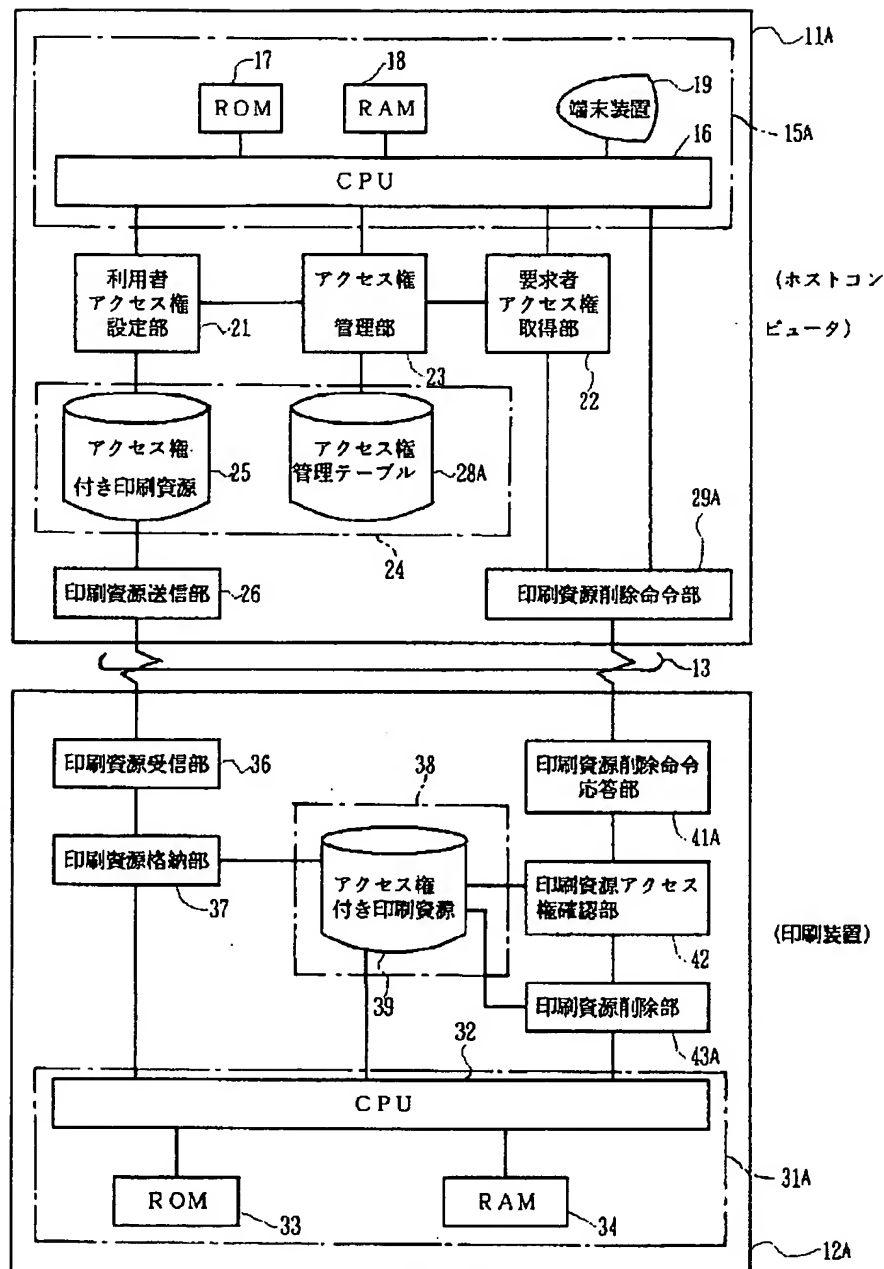 11A
17
18
19
ROM
RAM
端末装置
15A
16
CPU
利用者
アクセス権
設定部
21
アクセス権
管理部
23
要求者
アクセス権
取得部
22
(ホストコン
ピュータ)
アクセス権
付き印刷資源
25
アクセス権
管理テーブル
28A
24
29A
印刷資源送信部
26
印刷資源削除命令部
13
印刷資源受信部
36
38
印刷資源削除命令
応答部
41A
印刷資源格納部
37
アクセス権
付き印刷資源
39
印刷資源アクセス
権確認部
42
(印刷装置)
印刷資源削除部
43A
32
CPU
31A
ROM
33
RAM
34
12A